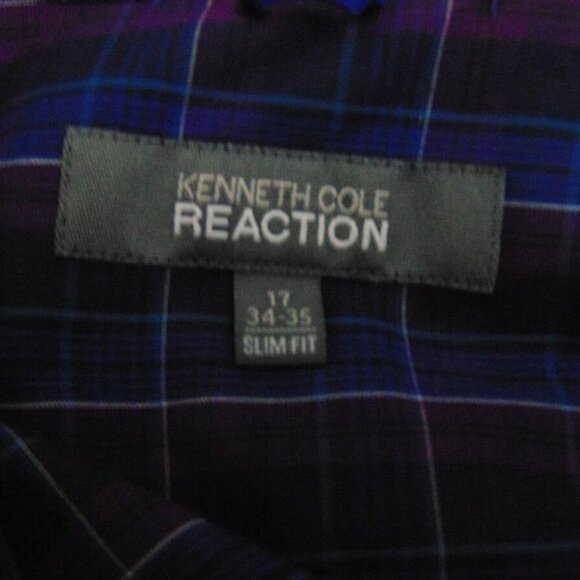 KENNETH COLE
REACTION
17
34-35
SLIM FIT